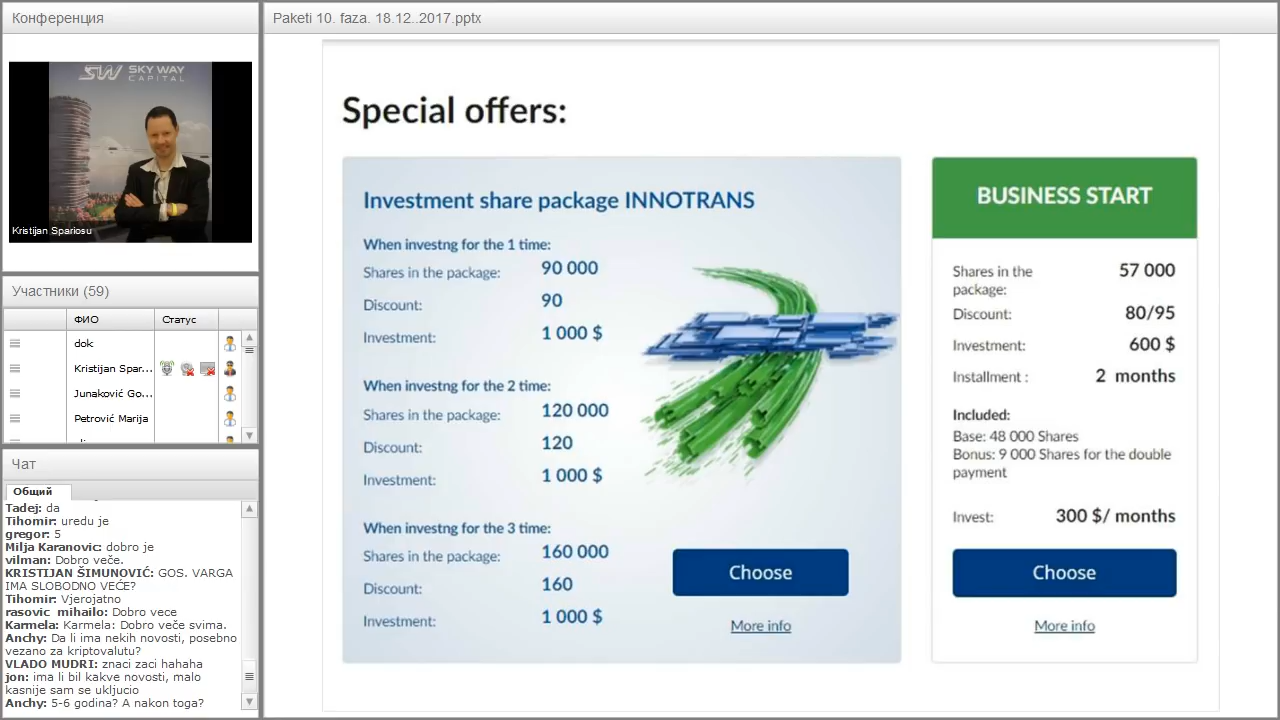 Конференция
SKY WAY
CAPITAL
Kristijan Spariosu
Участники (59)
ФИО
Статус
dok
Kristijan Spar...
Junaković Go...
Petrović Marija
Чат
Общий
Tadej: da
Tihomir: uredu je
gregor: 5
Milja Karanovic: dobro je
vilman: Dobro veče.
KRISTIJAN ŠIMUNOVIĆ: GOS. VARGA
IMA SLOBODNO VEĆE?
Tihomir: Vjerojatno
rasovic mihailo: Dobro vece
Karmela: Karmela: Dobro veče svima.
Anchy: Da li ima nekih novosti, posebno
vezano za kriptovalutu?
VLADO MUDRI: znaci zaci hahaha
jon: ima li bil kakve novosti, malo
kasnije sam se ukljucio
Anchy: 5-6 godina? A nakon toga?
Paketi 10. faza. 18.12..2017.pptx
Special offers:
Investment share package INNOTRANS
When investng for the 1 time:
Shares in the package: 90 000
Discount: 90
Investment: 1 000 $
When investng for the 2 time:
Shares in the package: 120 000
Discount: 120
Investment: 1 000 $
When investng for the 3 time:
Shares in the package: 160 000
Discount: 160
Investment: 1 000 $
Choose
More info
BUSINESS START
Shares in the
package: 57 000
Discount: 80/95
Investment: 600 $
Installment : 2 months
Included:
Base: 48 000 Shares
Bonus: 9 000 Shares for the double
payment
Invest: 300 $/ months
Choose
More info